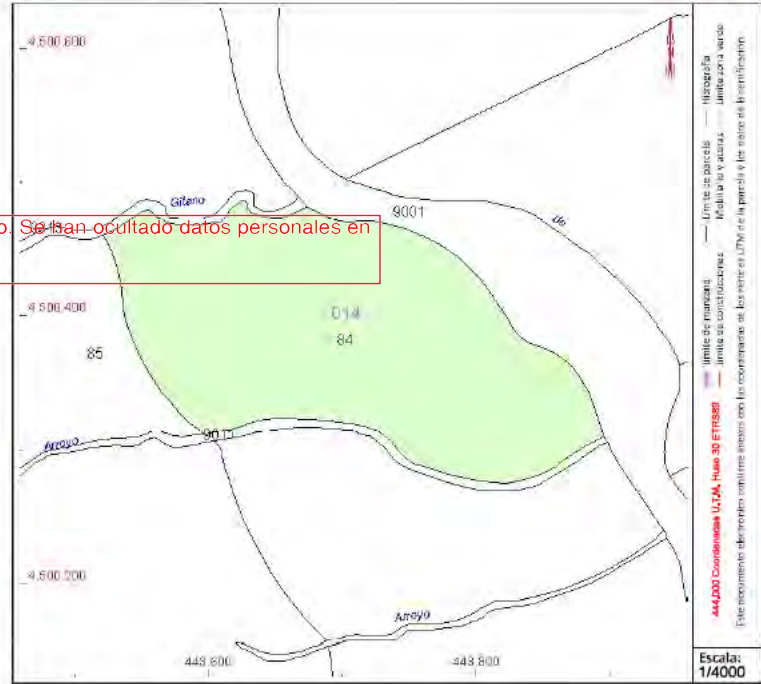 4,500,600
Gitano
9001
de
o. Se han ocultado datos personales en
4,500,400
014
84
85
9011
Arroyo
4,500,200
Arroyo
443,600
443,800
Límite de manzana
Límite de parcela
Hidrografía
Límite de construcciones
Mobiliario y aceras
Límite zona verde
444,000 Coordenadas U.T.M. Huso 30 ETRS89
Este documento electrónico contiene anexos con las coordenadas de los vértices UTM de la parcela y los datos de la certificación
Escala:
1/4000